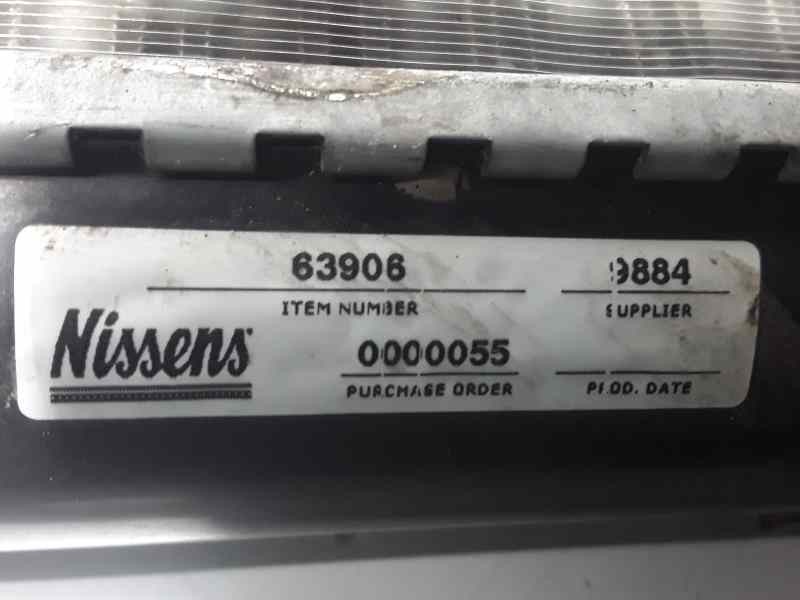 63906 9884
ITEM NUMBER SUPPLIER
Nissens
0000055
PURCHASE ORDER PROD. DATE